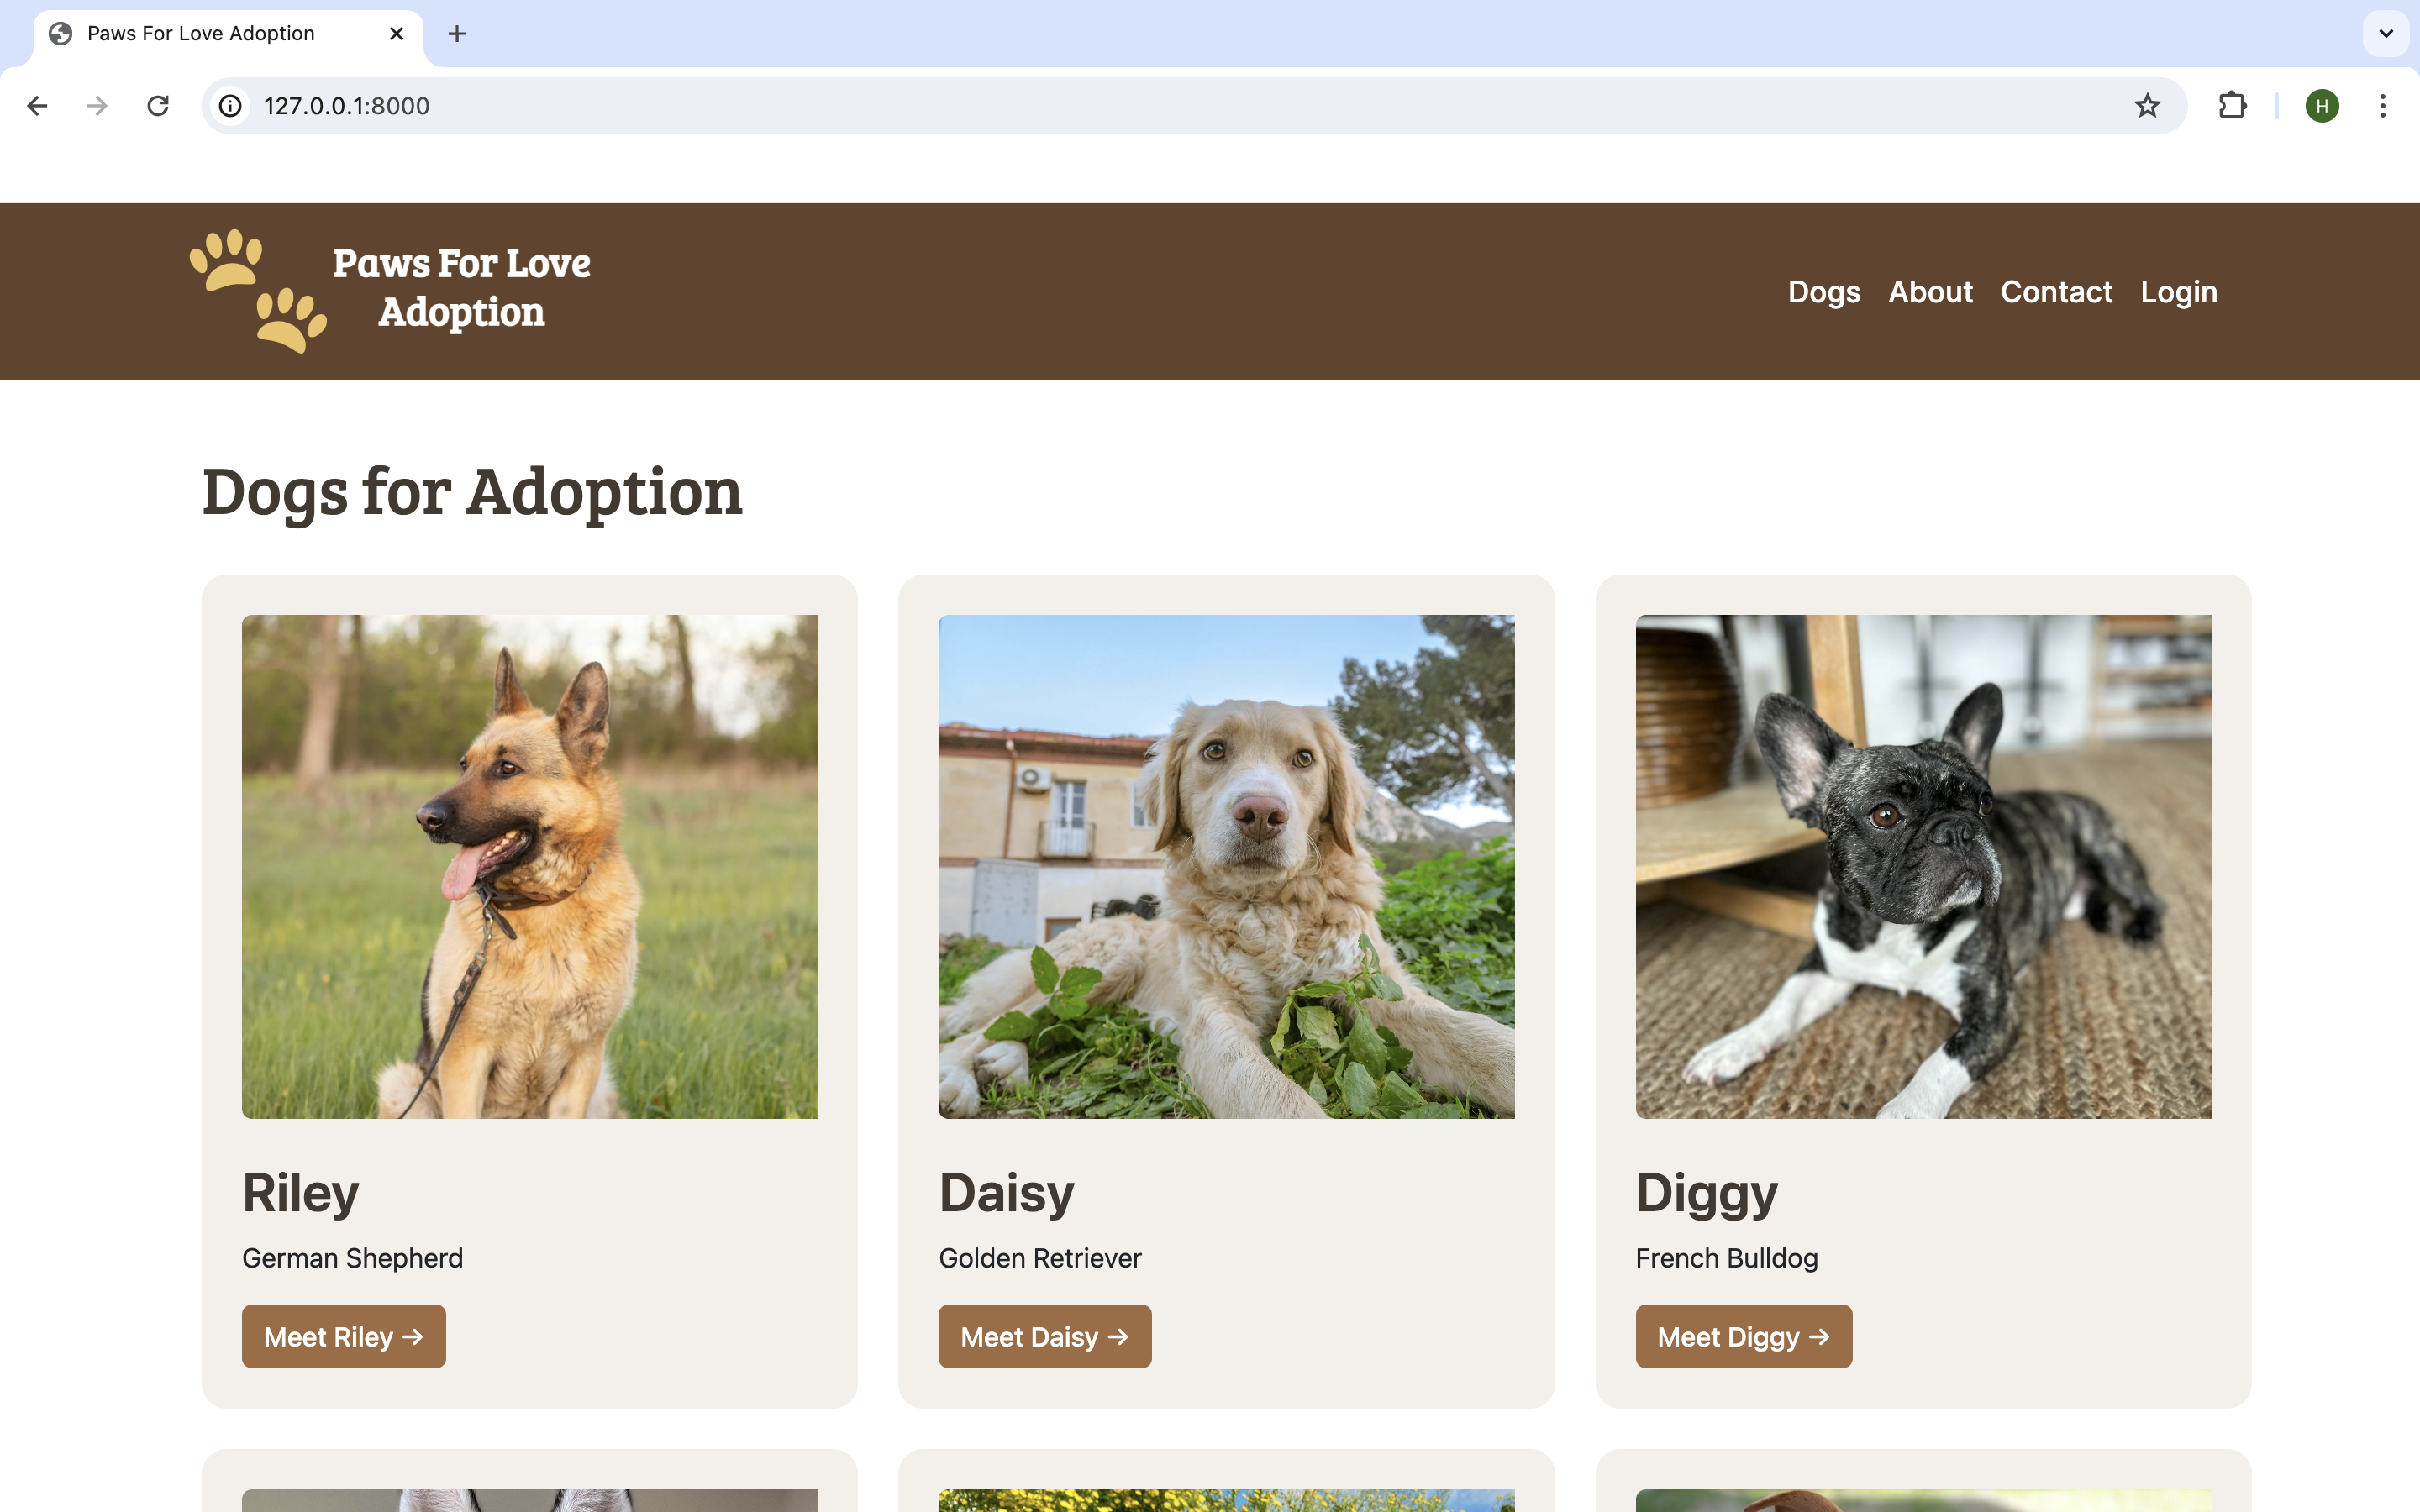 Paws For Love Adoption
127.0.0.1:8000
H
Paws For Love
Adoption
Dogs About Contact Login
Dogs for Adoption
Riley
German Shepherd
Meet Riley →
Daisy
Golden Retriever
Meet Daisy →
Diggy
French Bulldog
Meet Diggy →